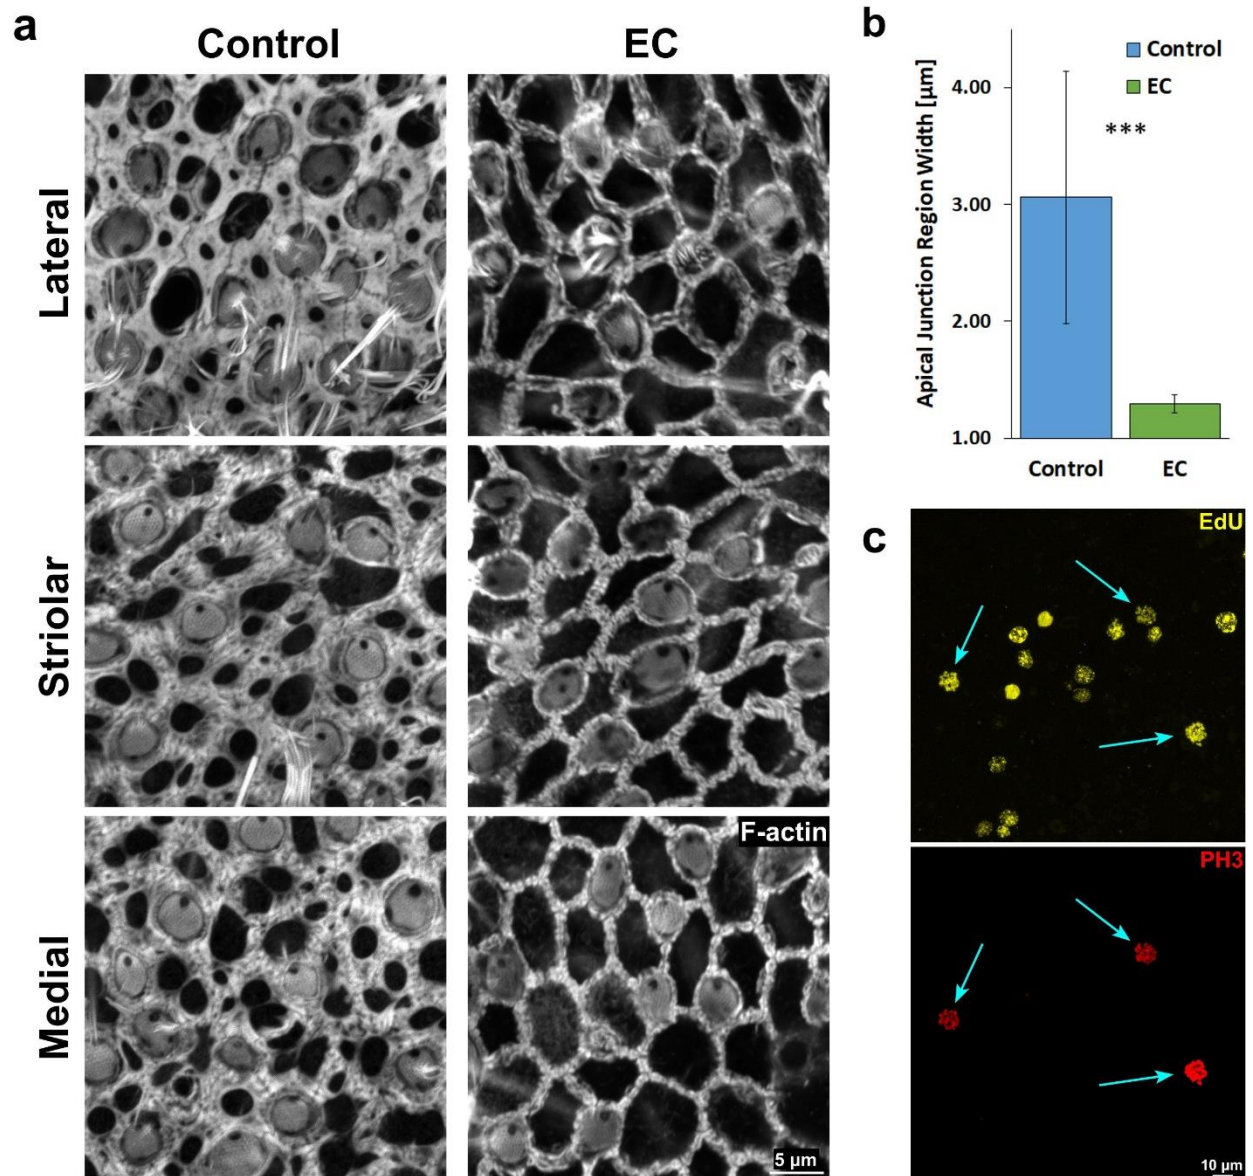 a
Control
EC
Lateral
Striolar
Medial
F-actin
5 µm
b
Apical Junction Region Width [µm]
4.00
3.00
2.00
1.00
Control
EC
***
Control
EC
c
EdU
PH3
10 µm